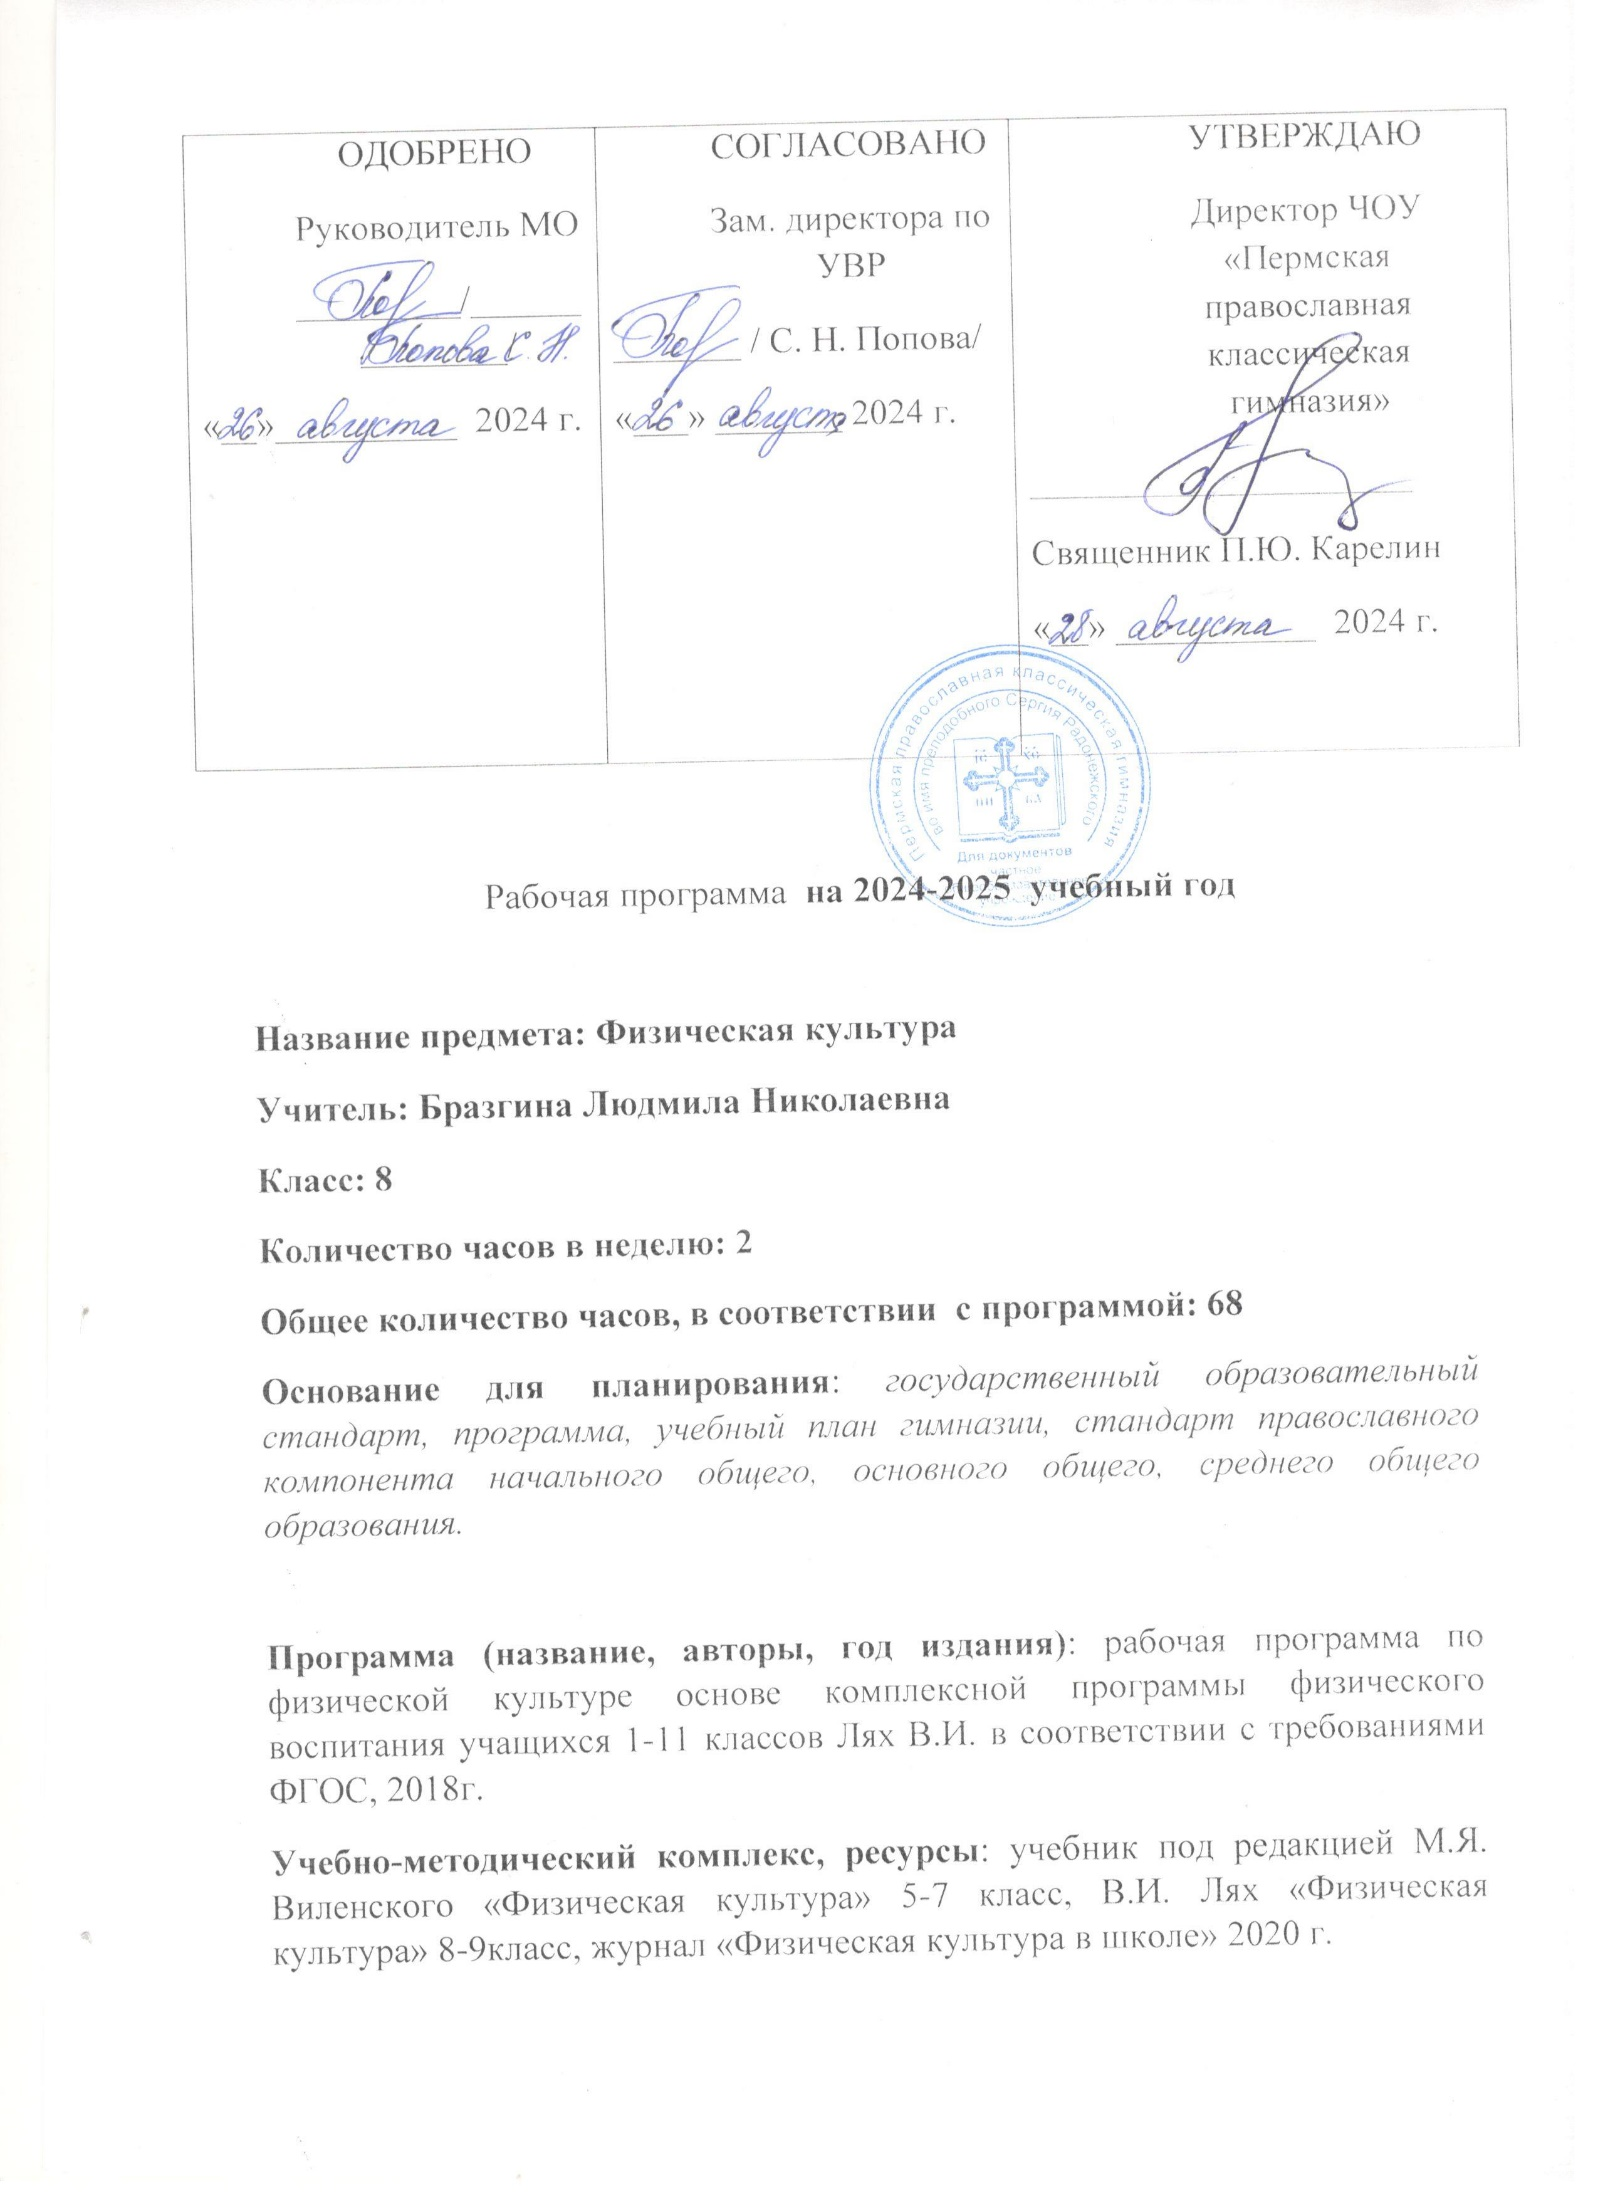 ОДОБРЕНО
Руководитель МО
/
Попова С. Н.
«26» августа 2024 г.
СОГЛАСОВАНО
Зам. директора по
УВР
/ С. Н. Попова/
«26» августа 2024 г.
УТВЕРЖДАЮ
Директор ЧОУ
«Пермская
православная
классическая
гимназия»
Священник П.Ю. Карелин
«28» августа 2024 г.
Пермская православная классическая гимназия
во имя преподобного Сергия Радонежского
Для документов
частное
учреждение
Рабочая программа на 2024-2025 учебный год
Название предмета: Физическая культура
Учитель: Бразгина Людмила Николаевна
Класс: 8
Количество часов в неделю: 2
Общее количество часов, в соответствии с программой: 68
Основание для планирования: государственный образовательный
стандарт, программа, учебный план гимназии, стандарт православного
компонента начального общего, основного общего, среднего общего
образования.
Программа (название, авторы, год издания): рабочая программа по
физической культуре основе комплексной программы физического
воспитания учащихся 1-11 классов Лях В.И. в соответствии с требованиями
ФГОС, 2018г.
Учебно-методический комплекс, ресурсы: учебник под редакцией М.Я.
Виленского «Физическая культура» 5-7 класс, В.И. Лях «Физическая
культура» 8-9класс, журнал «Физическая культура в школе» 2020 г.